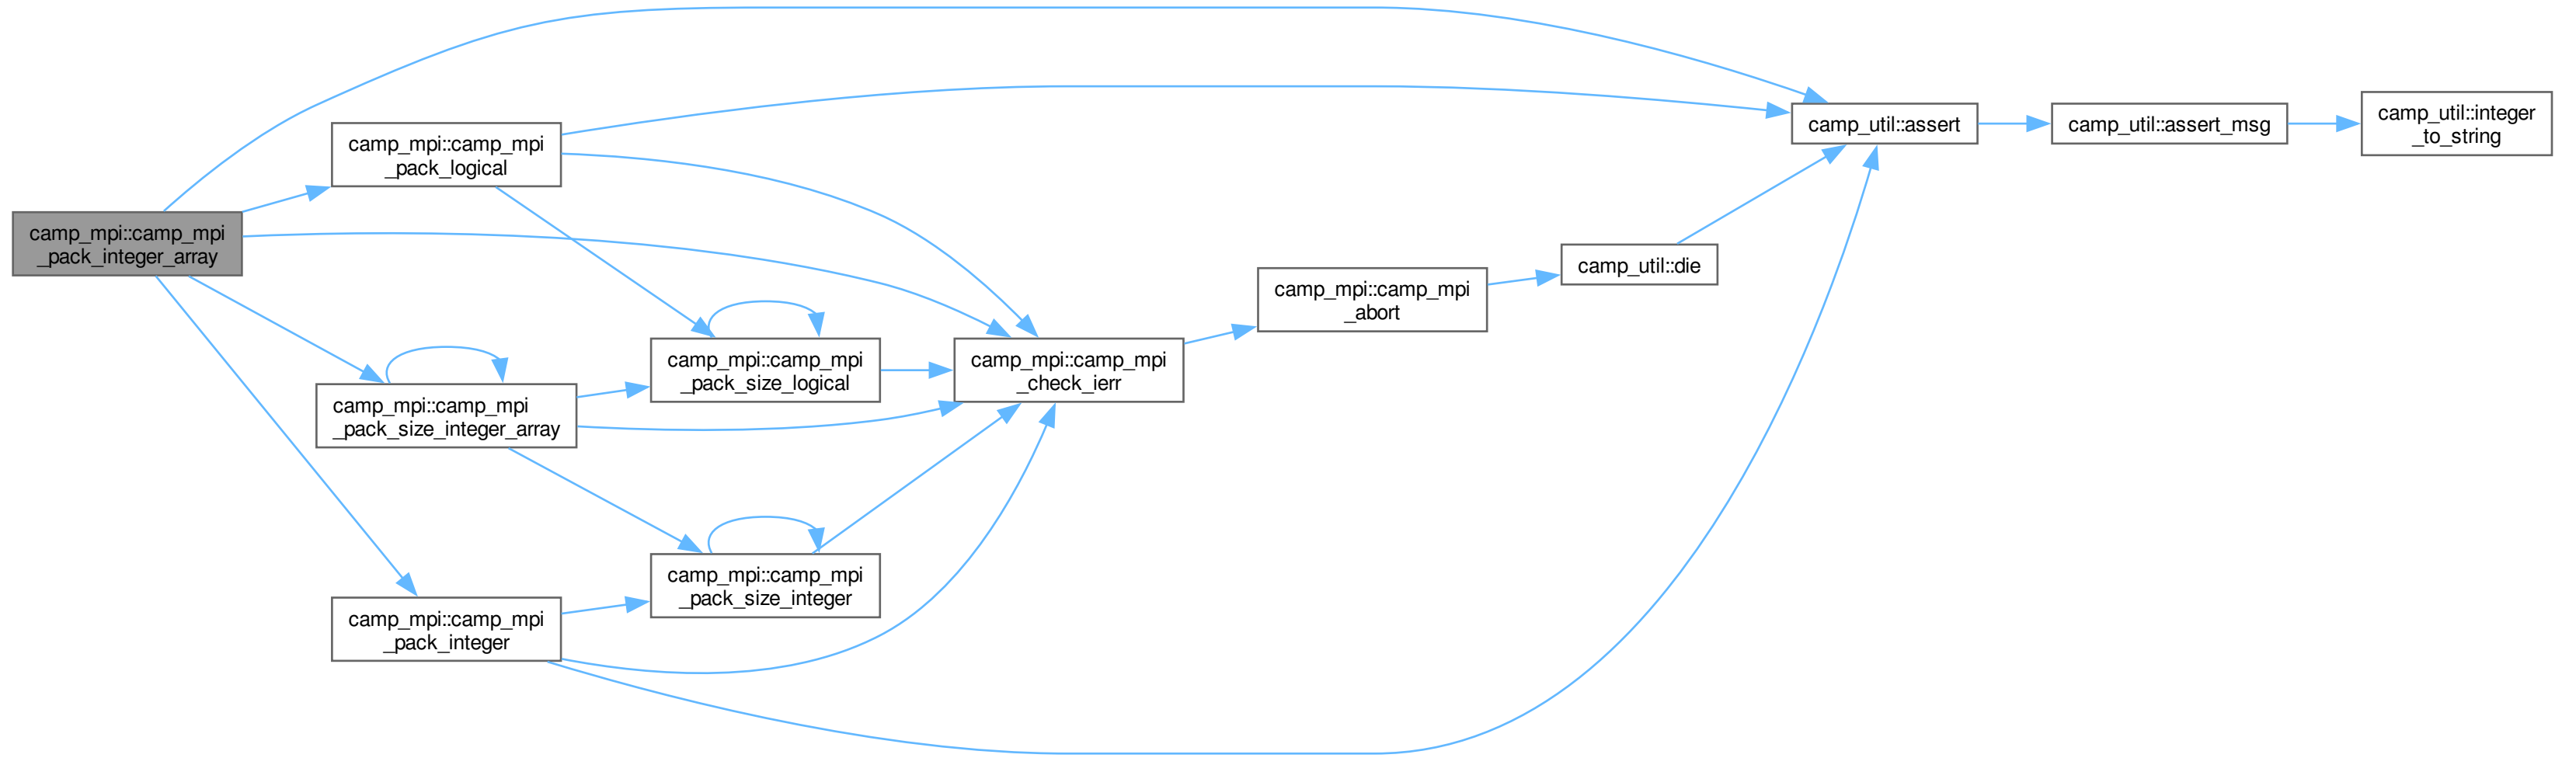 camp_mpi::camp_mpi
_pack_integer_array
camp_mpi::camp_mpi
_pack_logical
camp_mpi::camp_mpi
_pack_size_integer_array
camp_mpi::camp_mpi
_pack_integer
camp_mpi::camp_mpi
_pack_size_logical
camp_mpi::camp_mpi
_pack_size_integer
camp_mpi::camp_mpi
_check_ierr
camp_mpi::camp_mpi
_abort
camp_util::die
camp_util::assert
camp_util::assert_msg
camp_util::integer
_to_string